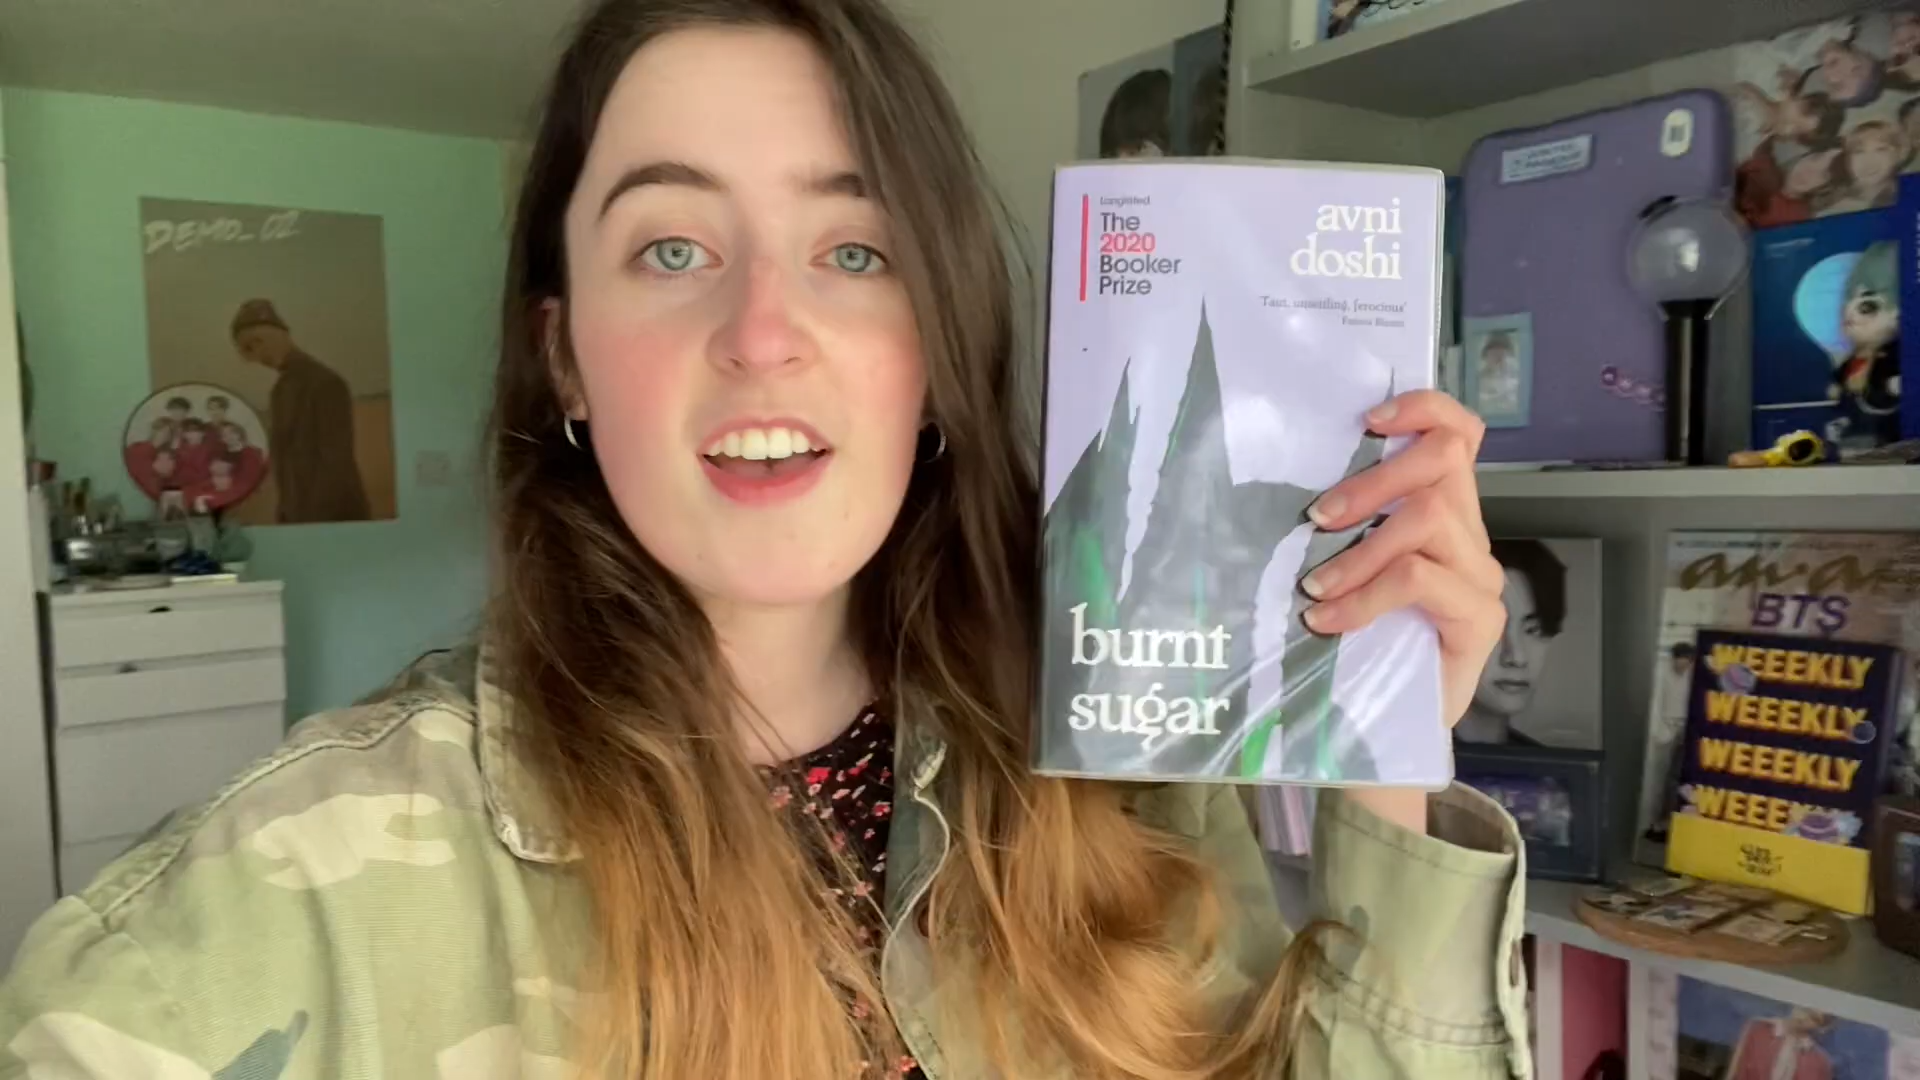 DEMO_02
Longlisted
The
2020
Booker
Prize
avni
doshi
'Taut, unsettling, ferocious'
burnt
sugar
BTS
WEEEKLY
WEEEKLY
WEEEKLY